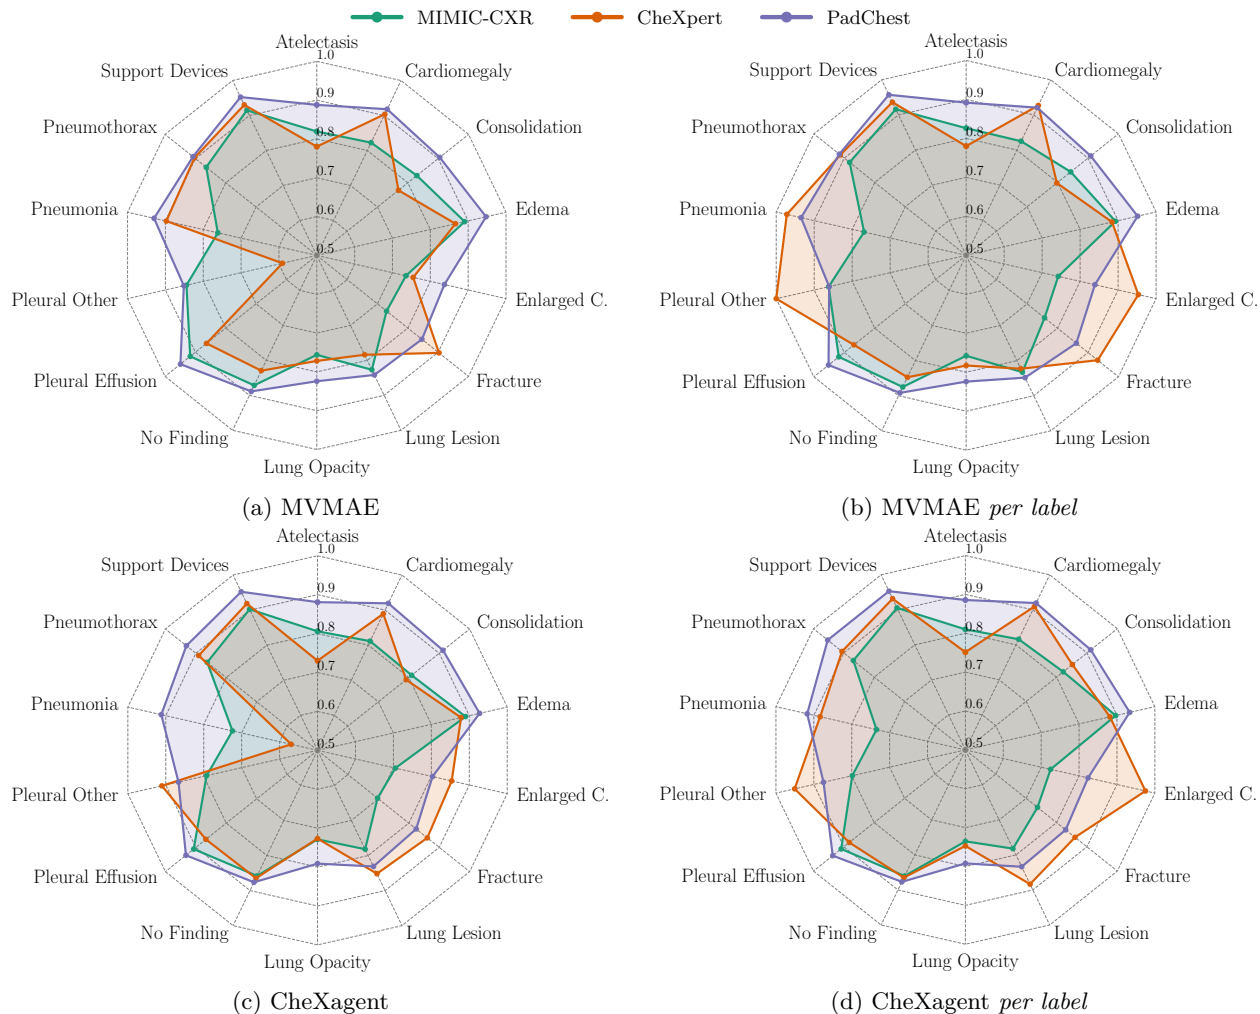 MIMIC-CXR CheXpert PadChest
Atelectasis
Cardiomegaly
Consolidation
Edema
Enlarged C.
Fracture
Lung Lesion
Lung Opacity
No Finding
Pleural Effusion
Pleural Other
Pneumonia
Pneumothorax
Support Devices
1.0
0.9
0.8
0.7
0.6
0.5
(a) MVMAE
Atelectasis
Cardiomegaly
Consolidation
Edema
Enlarged C.
Fracture
Lung Lesion
Lung Opacity
No Finding
Pleural Effusion
Pleural Other
Pneumonia
Pneumothorax
Support Devices
1.0
0.9
0.8
0.7
0.6
0.5
(b) MVMAE per label
Atelectasis
Cardiomegaly
Consolidation
Edema
Enlarged C.
Fracture
Lung Lesion
Lung Opacity
No Finding
Pleural Effusion
Pleural Other
Pneumonia
Pneumothorax
Support Devices
1.0
0.9
0.8
0.7
0.6
0.5
(c) CheXagent
Atelectasis
Cardiomegaly
Consolidation
Edema
Enlarged C.
Fracture
Lung Lesion
Lung Opacity
No Finding
Pleural Effusion
Pleural Other
Pneumonia
Pneumothorax
Support Devices
1.0
0.9
0.8
0.7
0.6
0.5
(d) CheXagent per label